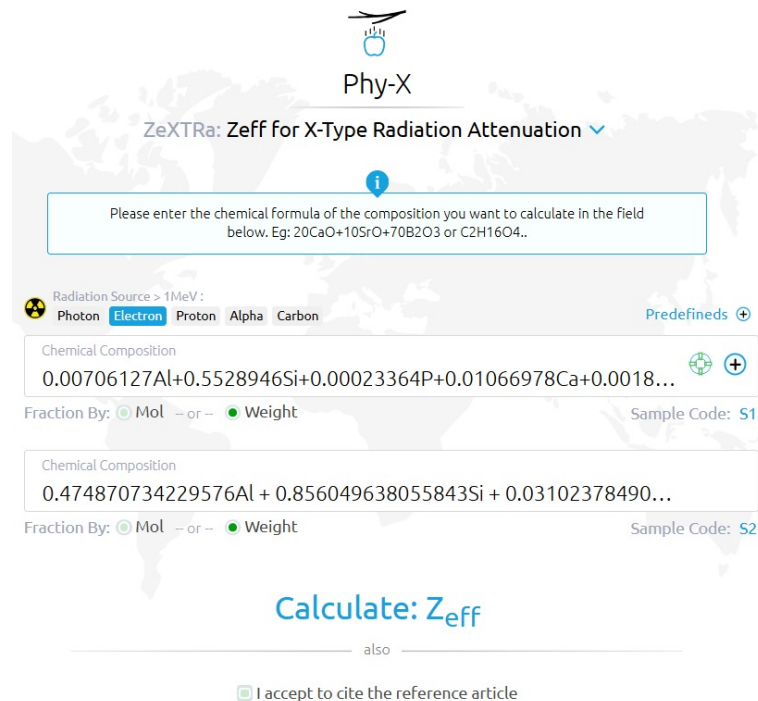 Phy-X
ZeXTRa: Zeff for X-Type Radiation Attenuation
i
Please enter the chemical formula of the composition you want to calculate in the field
below. Eg: 20CaO+10SrO+70B2O3 or C2H16O4..
Radiation Source > 1MeV :
Photon Electron Proton Alpha Carbon
Predefineds
Chemical Composition
0.00706127Al+0.5528946Si+0.00023364P+0.01066978Ca+0.0018...
Fraction By: Mol -- or -- Weight Sample Code: S1
Chemical Composition
0.474870734229576Al + 0.856049638055843Si + 0.03102378490...
Fraction By: Mol -- or -- Weight Sample Code: S2
Calculate: Zeff
also
I accept to cite the reference article